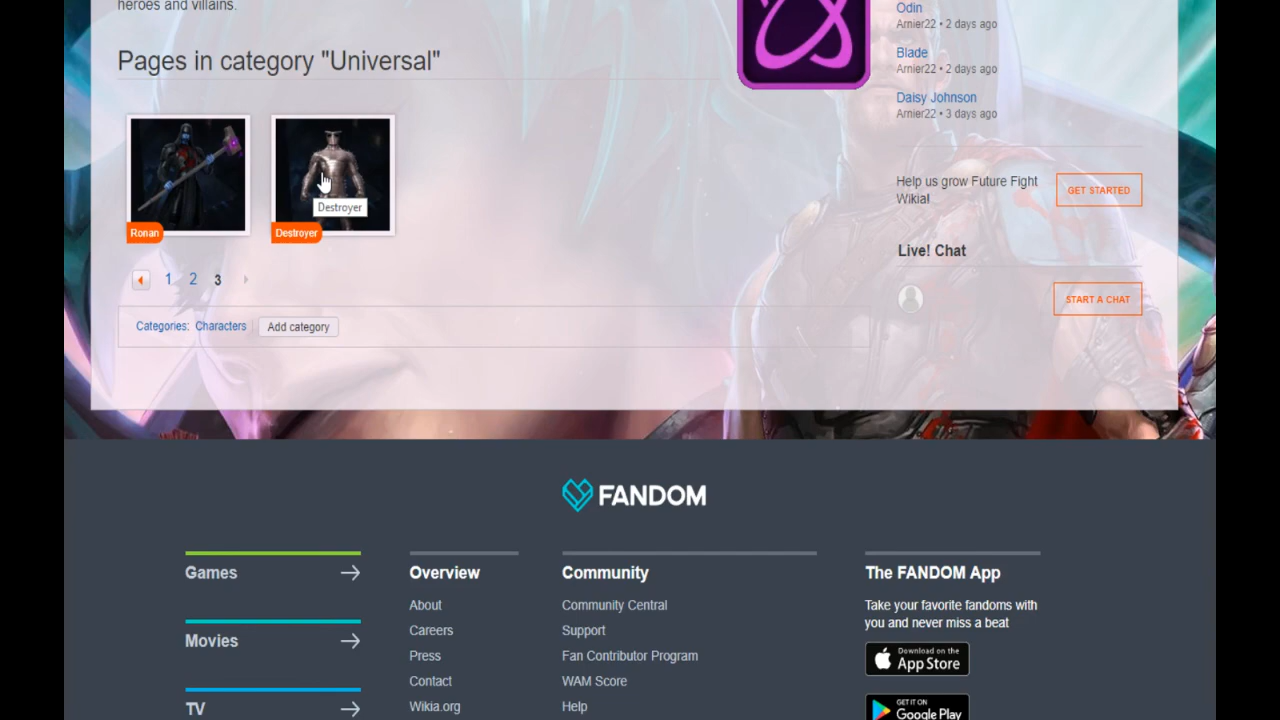 heroes and villains.
Pages in category "Universal"
Ronan
Destroyer
Destroyer
1 2 3
Categories: Characters Add category
Odin
Arnier22 • 2 days ago
Blade
Arnier22 • 2 days ago
Daisy Johnson
Arnier22 • 3 days ago
Help us grow Future Fight
Wikia!
GET STARTED
Live! Chat
START A CHAT
FANDOM
Games
Movies
TV
Overview
About
Careers
Press
Contact
Wikia.org
Community
Community Central
Support
Fan Contributor Program
WAM Score
Help
The FANDOM App
Take your favorite fandoms with
you and never miss a beat
Download on the
App Store
GET IT ON
Google Play